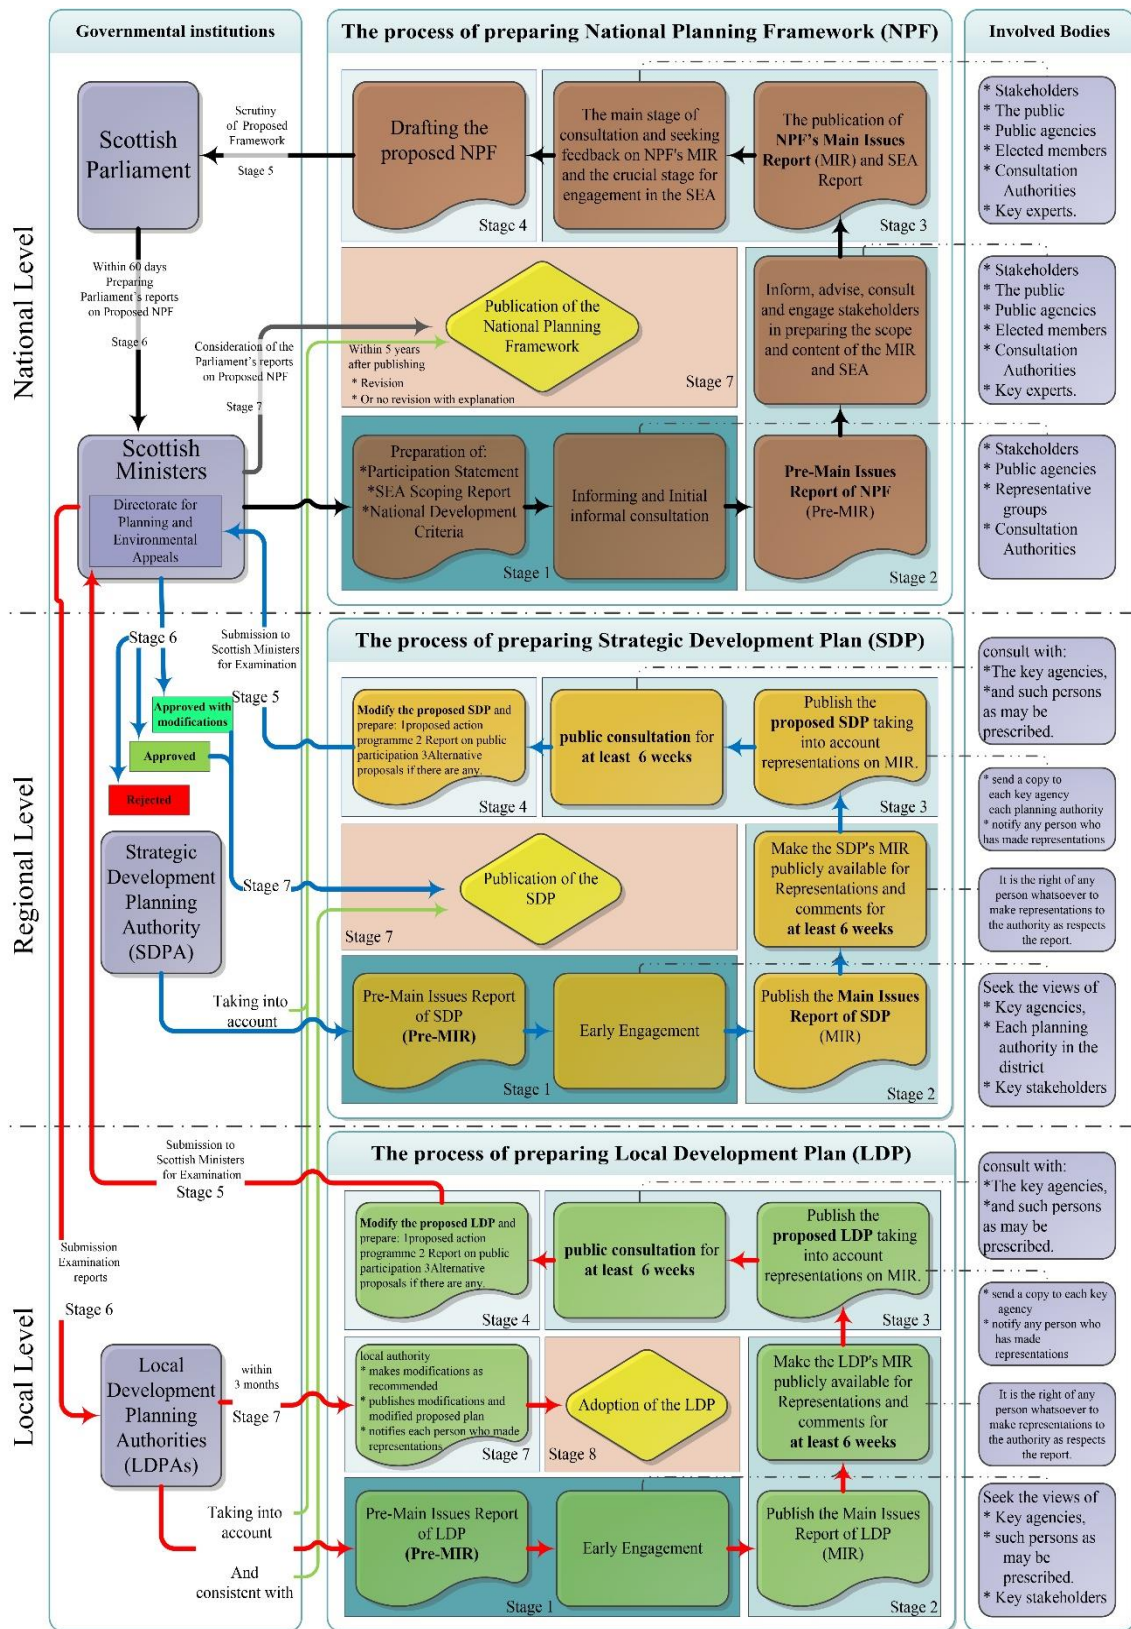 Governmental institutions
The process of preparing National Planning Framework (NPF)
Involved Bodies
National Level
Scottish
Parliament
Scrutiny
of Proposed
Framework
Stage 5
Drafting the
proposed NPF
Stage 4
The main stage of
consultation and seeking
feedback on NPF's MIR
and the crucial stage for
engagement in the SEA
The publication of
NPF's Main Issues
Report (MIR) and SEA
Report
Stage 3
* Stakeholders
* The public
* Public agencies
* Elected members
* Consultation
Authorities
* Key experts.
Within 60 days
Preparing
Parliament's reports
on Proposed NPF
Stage 6
Consideration of the
Parliament's reports
on Proposed NPF
Stage 7
Publication of the
National Planning
Framework
Within 5 years
after publishing
* Revision
* Or no revision with explanation
Stage 7
Inform, advise, consult
and engage stakeholders
in preparing the scope
and content of the MIR
and SEA
* Stakeholders
* The public
* Public agencies
* Elected members
* Consultation
Authorities
* Key experts.
Scottish
Ministers
Directorate for
Planning and
Environmental
Appeals
Preparation of:
*Participation Statement
*SEA Scoping Report
*National Development
Criteria
Stage 1
Informing and Initial
informal consultation
Pre-Main Issues
Report of NPF
(Pre-MIR)
Stage 2
* Stakeholders
* Public agencies
* Representative
groups
* Consultation
Authorities
Regional Level
The process of preparing Strategic Development Plan (SDP)
Stage 6
Submission to
Scottish Ministers
for Examination
Stage 5
Approved with
modifications
Approved
Rejected
Modify the proposed SDP and
prepare: 1proposed action
programme 2 Report on public
participation 3Alternative
proposals if there are any.
Stage 4
public consultation for
at least 6 weeks
Publish the
proposed SDP taking
into account
representations on MIR.
Stage 3
consult with:
*The key agencies,
*and such persons
as may be
prescribed.
* send a copy to
each key agency
each planning authority
* notify any person who
has made representations
Strategic
Development
Planning
Authority
(SDPA)
Stage 7
Publication of the
SDP
Stage 7
Make the SDP's MIR
publicly available for
Representations and
comments for
at least 6 weeks
It is the right of any
person whatsoever to
make representations to
the authority as respects
the report.
Taking into
account
Pre-Main Issues Report
of SDP
(Pre-MIR)
Stage 1
Early Engagement
Publish the Main Issues
Report of SDP
(MIR)
Stage 2
Seek the views of
* Key agencies,
* Each planning
authority in the
district
* Key stakeholders
Local Level
The process of preparing Local Development Plan (LDP)
Submission to
Scottish Ministers
for Examination
Stage 5
Modify the proposed LDP and
prepare: 1proposed action
programme 2 Report on public
participation 3Alternative
proposals if there are any.
Stage 4
public consultation for
at least 6 weeks
Publish the
proposed LDP taking
into account
representations on MIR.
Stage 3
consult with:
*The key agencies,
*and such persons
as may be
prescribed.
Submission
Examination
reports
Stage 6
* send a copy to each key
agency
* notify any person who
has made
representations
Local
Development
Planning
Authorities
(LDPAs)
within
3 months
Stage 7
local authority
* makes modifications as
recommended
* publishes modifications and
modified proposed plan
* notifies each person who made
representations
Stage 7
Adoption of the LDP
Stage 8
Make the LDP's MIR
publicly available for
Representations and
comments for
at least 6 weeks
It is the right of any
person whatsoever to
make representations to
the authority as respects
the report.
Taking into
account
And
consistent with
Pre-Main Issues Report
of LDP
(Pre-MIR)
Stage 1
Early Engagement
Publish the Main Issues
Report of LDP
(MIR)
Stage 2
Seek the views of
* Key agencies,
* such persons as
may be
prescribed.
* Key stakeholders